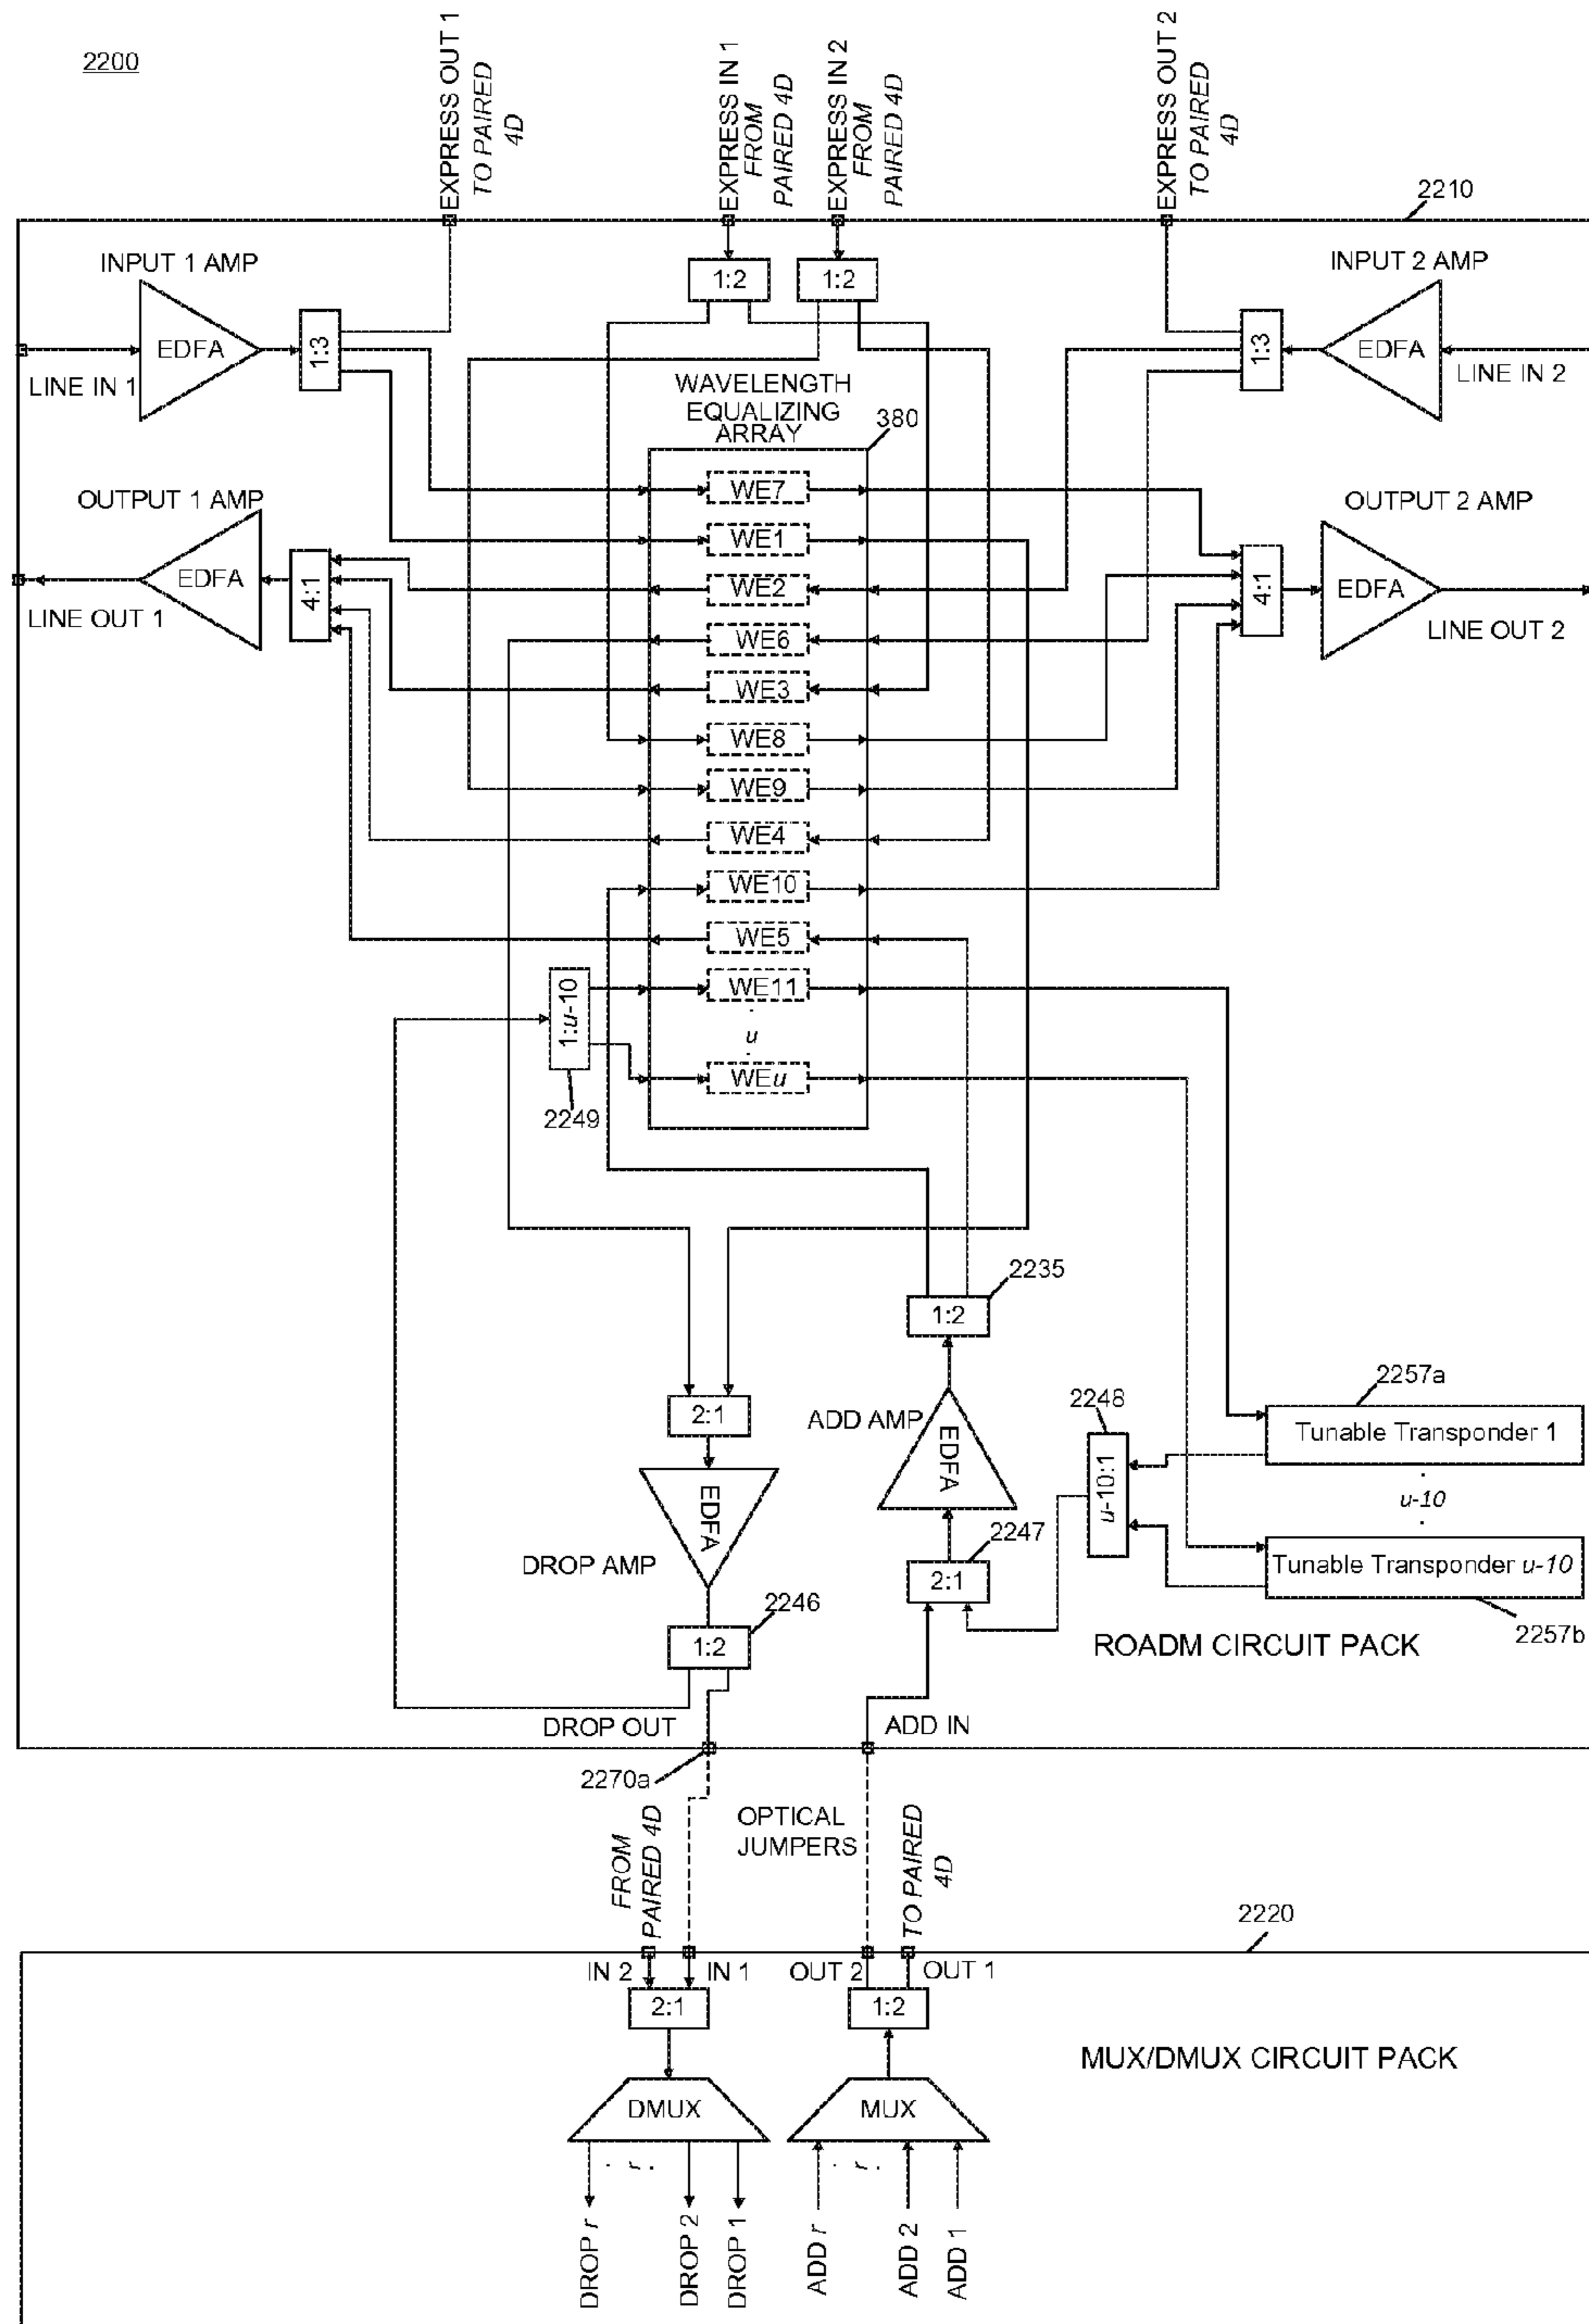 2200
EXPRESS OUT 1
TO PAIRED
4D
EXPRESS IN 1
FROM
PAIRED 4D
EXPRESS IN 2
FROM
PAIRED 4D
EXPRESS OUT 2
TO PAIRED
4D
2210
INPUT 1 AMP
EDFA
LINE IN 1
1:3
1:2
1:2
INPUT 2 AMP
1:3
EDFA
LINE IN 2
WAVELENGTH
EQUALIZING
ARRAY
380
OUTPUT 1 AMP
EDFA
LINE OUT 1
4:1
OUTPUT 2 AMP
4:1
EDFA
LINE OUT 2
WE7
WE1
WE2
WE6
WE3
WE8
WE9
WE4
WE10
WE5
WE11
u
WEu
1:u-10
2249
2235
1:2
2:1
EDFA
DROP AMP
ADD AMP
EDFA
2248
u-10:1
2257a
Tunable Transponder 1
u-10
Tunable Transponder u-10
2257b
2247
2:1
2246
1:2
ROADM CIRCUIT PACK
DROP OUT
ADD IN
2270a
OPTICAL
JUMPERS
FROM
PAIRED 4D
TO PAIRED
4D
2220
IN 2
IN 1
OUT 2
OUT 1
2:1
1:2
MUX/DMUX CIRCUIT PACK
DMUX
MUX
r
r
DROP r
DROP 2
DROP 1
ADD r
ADD 2
ADD 1